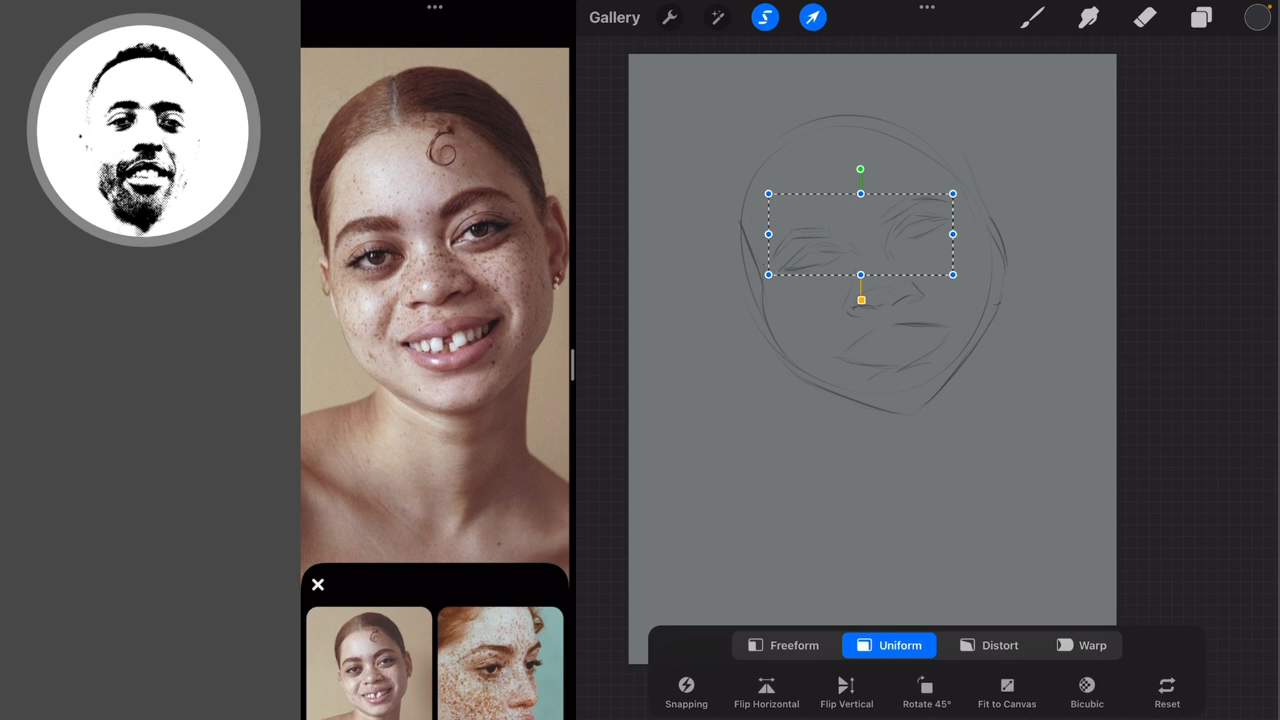 Gallery
Freeform Uniform Distort Warp
Snapping Flip Horizontal Flip Vertical Rotate 45° Fit to Canvas Bicubic Reset